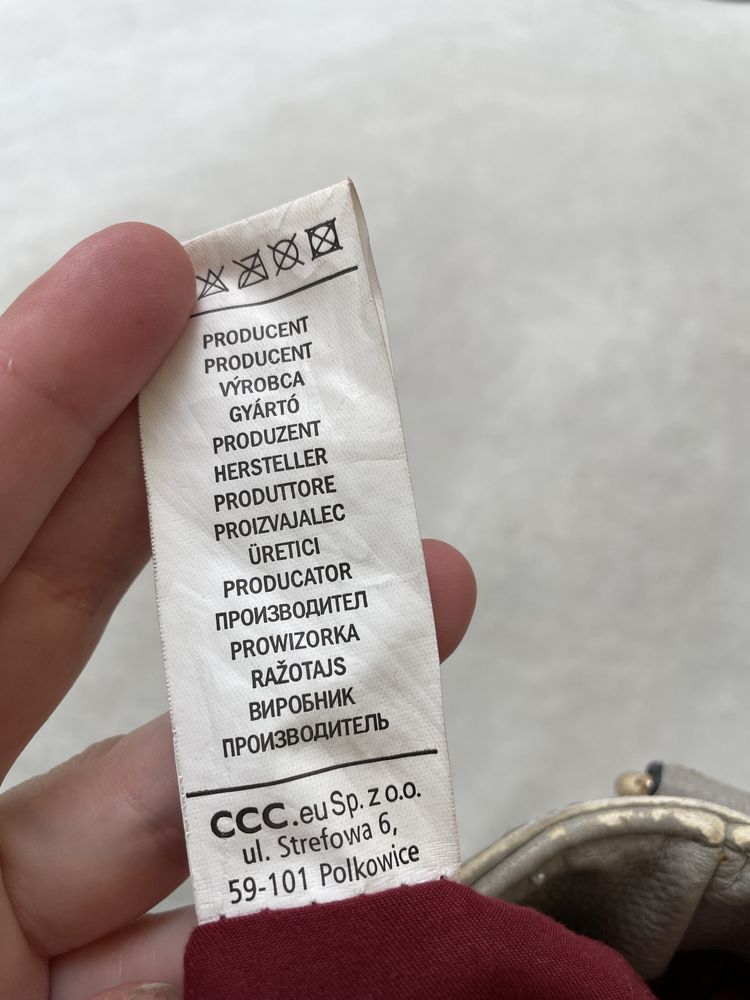 PRODUCENT
PRODUCENT
VÝROBCA
GYÁRTÓ
PRODUZENT
HERSTELLER
PRODUTTORE
PROIZVAJALEC
ÜRETICI
PRODUCATOR
ПРОИЗВОДИТЕЛ
PROWIZORKA
RAŽOTAJS
ВИРОБНИК
ПРОИЗВОДИТЕЛЬ
CCC.eu Sp. z o.o.
ul. Strefowa 6,
59-101 Polkowice